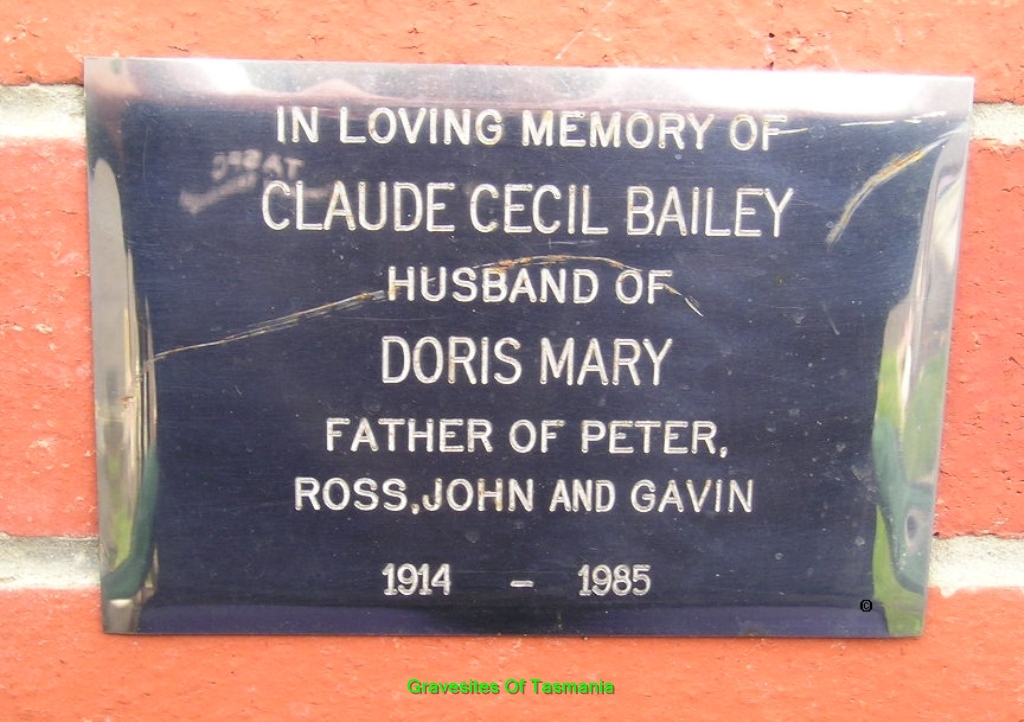 IN LOVING MEMORY OF
CLAUDE CECIL BAILEY
HUSBAND OF
DORIS MARY
FATHER OF PETER,
ROSS,JOHN AND GAVIN
1914 - 1985
©
Gravesites Of Tasmania